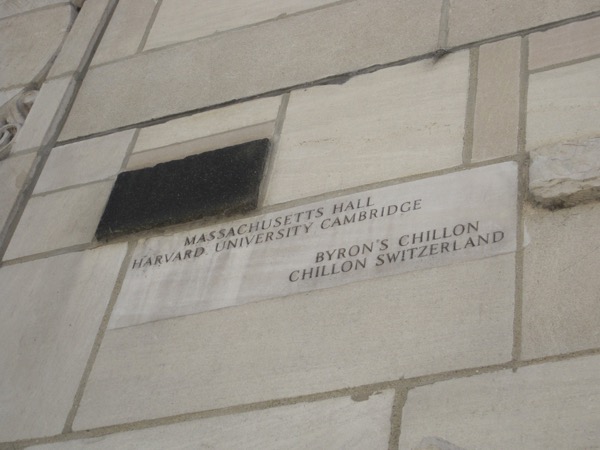 MASSACHUSETTS HALL
HARVARD UNIVERSITY CAMBRIDGE
BYRON'S CHILLON
CHILLON SWITZERLAND